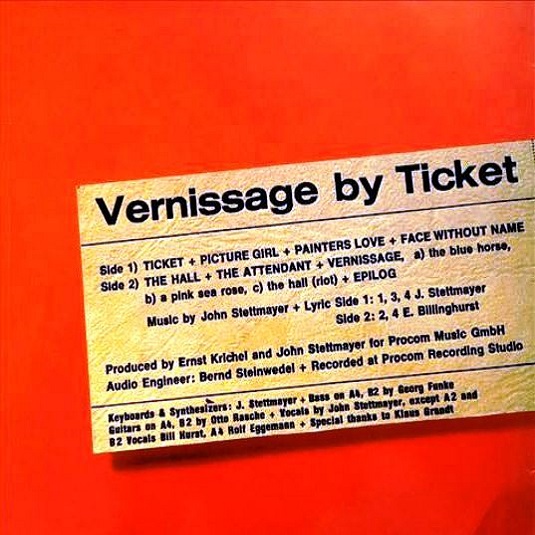 Vernissage by Ticket
Side 1) TICKET + PICTURE GIRL + PAINTERS LOVE + FACE WITHOUT NAME
Side 2) THE HALL + THE ATTENDANT + VERNISSAGE, a) the blue horse,
b) a pink sea rose, c) the hall (riot) + EPILOG
Music by John Stettmayer + Lyric Side 1: 1, 3, 4 J. Stettmayer
Side 2: 2, 4 E. Billinghurst
Produced by Ernst Krichel and John Stettmayer for Procom Music GmbH
Audio Engineer: Bernd Steinwedel + Recorded at Procom Recording Studio
Keyboards & Synthesizers: J. Stettmayer + Bass on A4, B2 by Georg Funke
Guitars on A4, B2 by Otto Rasche + Vocals by John Stettmayer, except A2 and
B2 Vocals Bill Hurst, A4 Rolf Eggemann + Special thanks to Klaus Grandt